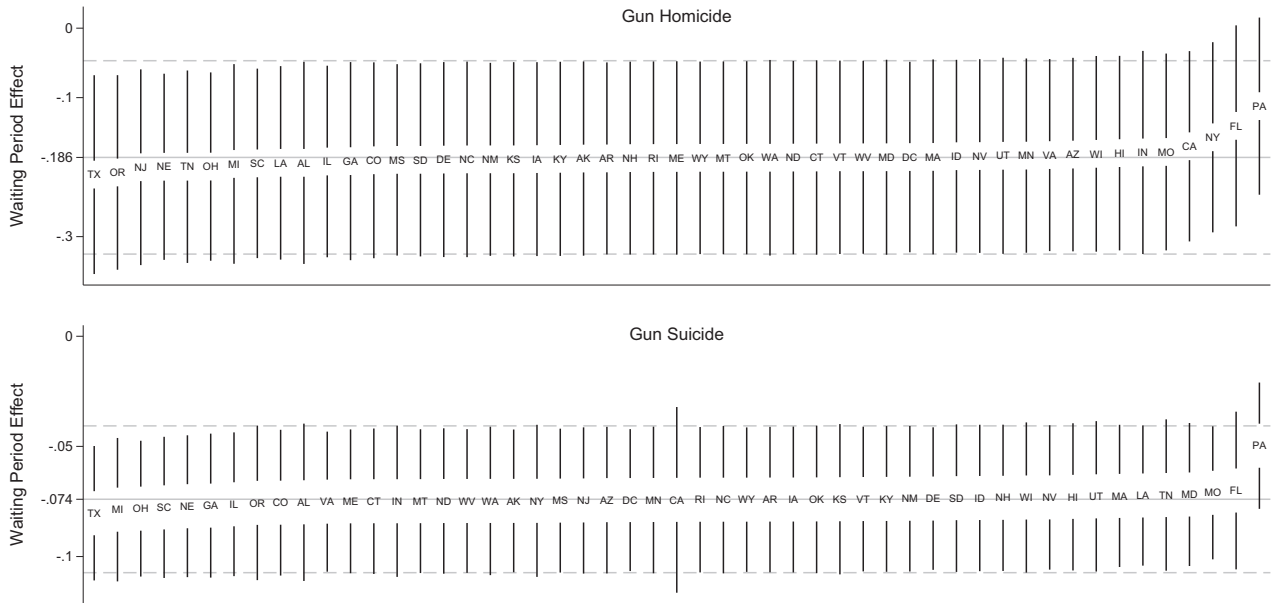 Gun Homicide
Waiting Period Effect
0
-.1
-.186
-.3
TX OR NJ NE TN OH MI SC LA AL IL GA CO MS SD DE NC NM KS IA KY AK AR NH RI ME WY MT OK WA ND CT VT WV MD DC MA ID NV UT MN VA AZ WI HI IN MO CA NY FL PA
Gun Suicide
Waiting Period Effect
0
-.05
-.074
-.1
TX MI OH SC NE GA IL OR CO AL VA ME CT IN MT ND WV WA AK NY MS NJ AZ DC MN CA RI NC WY AR IA OK KS VT KY NM DE SD ID NH WI NV HI UT MA LA TN MD MO FL PA